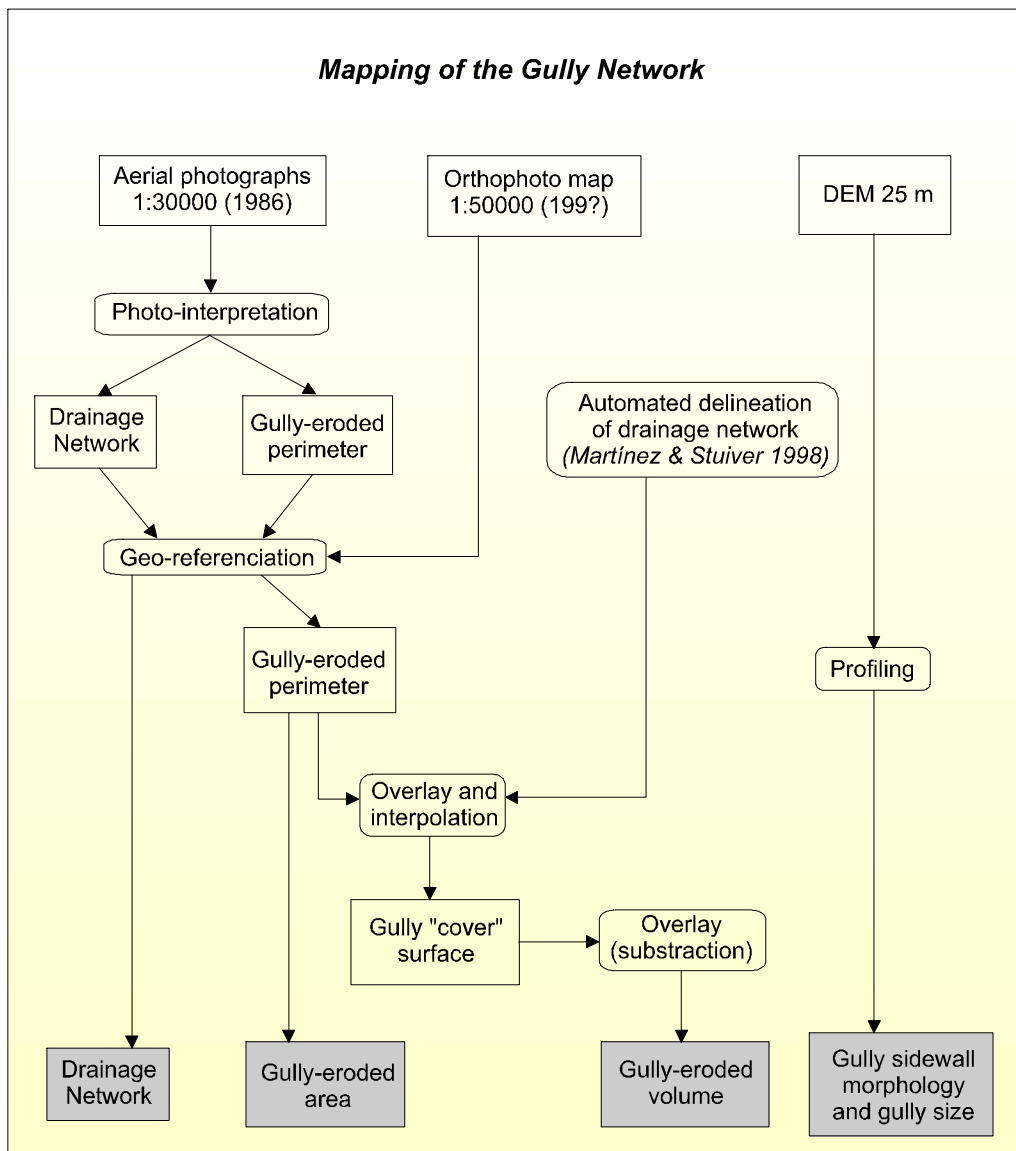 Mapping of the Gully Network
Aerial photographs
1:30000 (1986)
Orthophoto map
1:50000 (199?)
DEM 25 m
Photo-interpretation
Drainage
Network
Gully-eroded
perimeter
Automated delineation
of drainage network
(Martínez & Stuiver 1998)
Geo-referenciation
Gully-eroded
perimeter
Profiling
Overlay and
interpolation
Gully "cover"
surface
Overlay
(substraction)
Drainage
Network
Gully-eroded
area
Gully-eroded
volume
Gully sidewall
morphology
and gully size